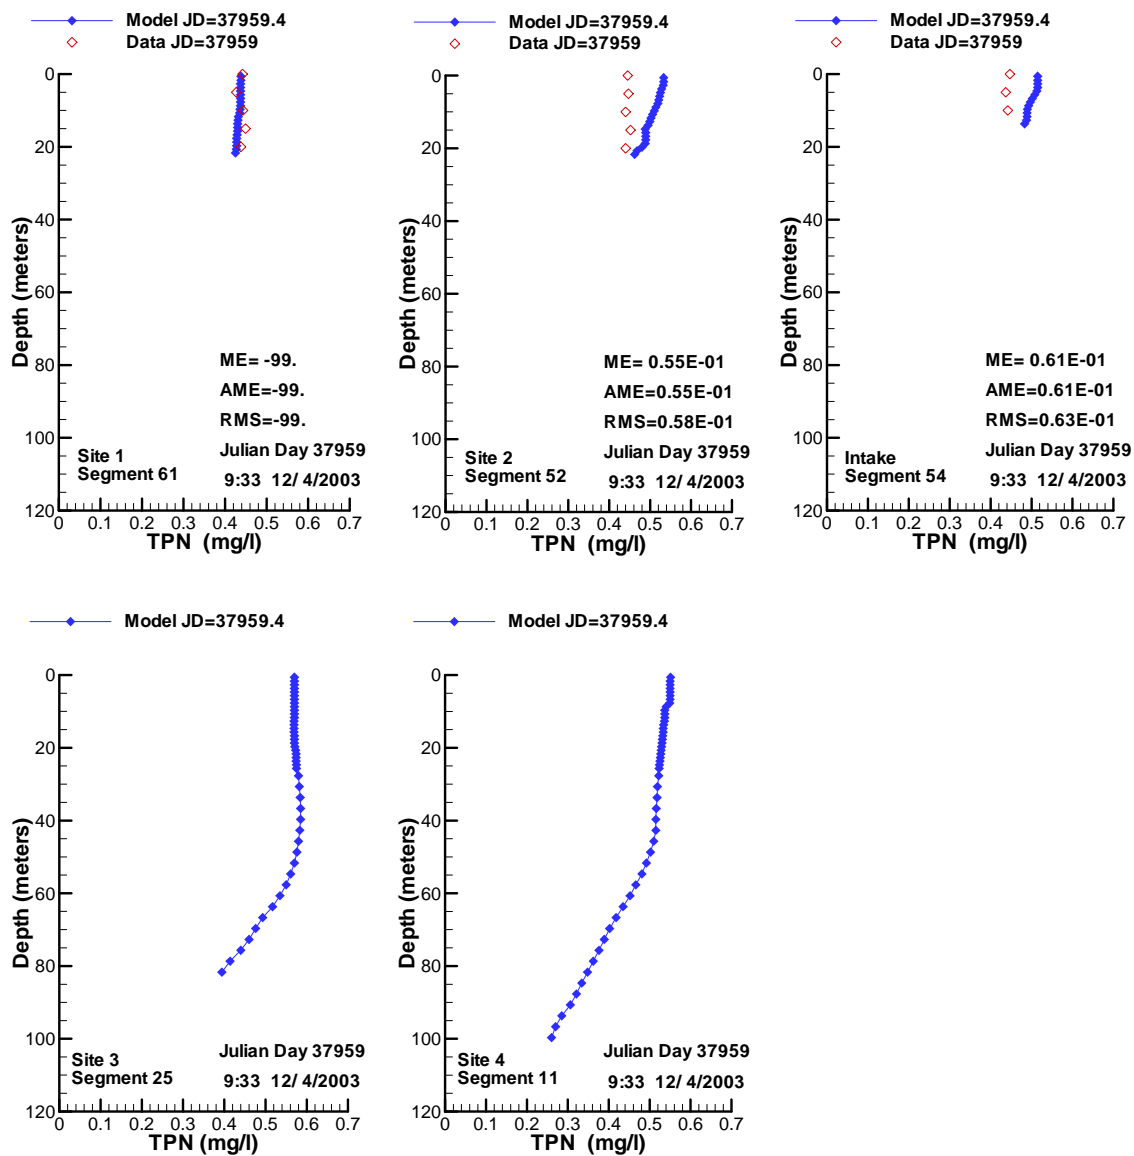 Model JD=37959.4
Data JD=37959
0
20
40
60
80
100
120
Depth (meters)
ME= -99.
AME=-99.
RMS=-99.
Julian Day 37959
9:33 12/ 4/2003
Site 1
Segment 61
0 0.1 0.2 0.3 0.4 0.5 0.6 0.7
TPN (mg/l)
Model JD=37959.4
Data JD=37959
0
20
40
60
80
100
120
Depth (meters)
ME= 0.55E-01
AME=0.55E-01
RMS=0.58E-01
Julian Day 37959
9:33 12/ 4/2003
Site 2
Segment 52
0 0.1 0.2 0.3 0.4 0.5 0.6 0.7
TPN (mg/l)
Model JD=37959.4
Data JD=37959
0
20
40
60
80
100
120
Depth (meters)
ME= 0.61E-01
AME=0.61E-01
RMS=0.63E-01
Julian Day 37959
9:33 12/ 4/2003
Intake
Segment 54
0 0.1 0.2 0.3 0.4 0.5 0.6 0.7
TPN (mg/l)
Model JD=37959.4
0
20
40
60
80
100
120
Depth (meters)
Julian Day 37959
9:33 12/ 4/2003
Site 3
Segment 25
0 0.1 0.2 0.3 0.4 0.5 0.6 0.7
TPN (mg/l)
Model JD=37959.4
0
20
40
60
80
100
120
Depth (meters)
Julian Day 37959
9:33 12/ 4/2003
Site 4
Segment 11
0 0.1 0.2 0.3 0.4 0.5 0.6 0.7
TPN (mg/l)